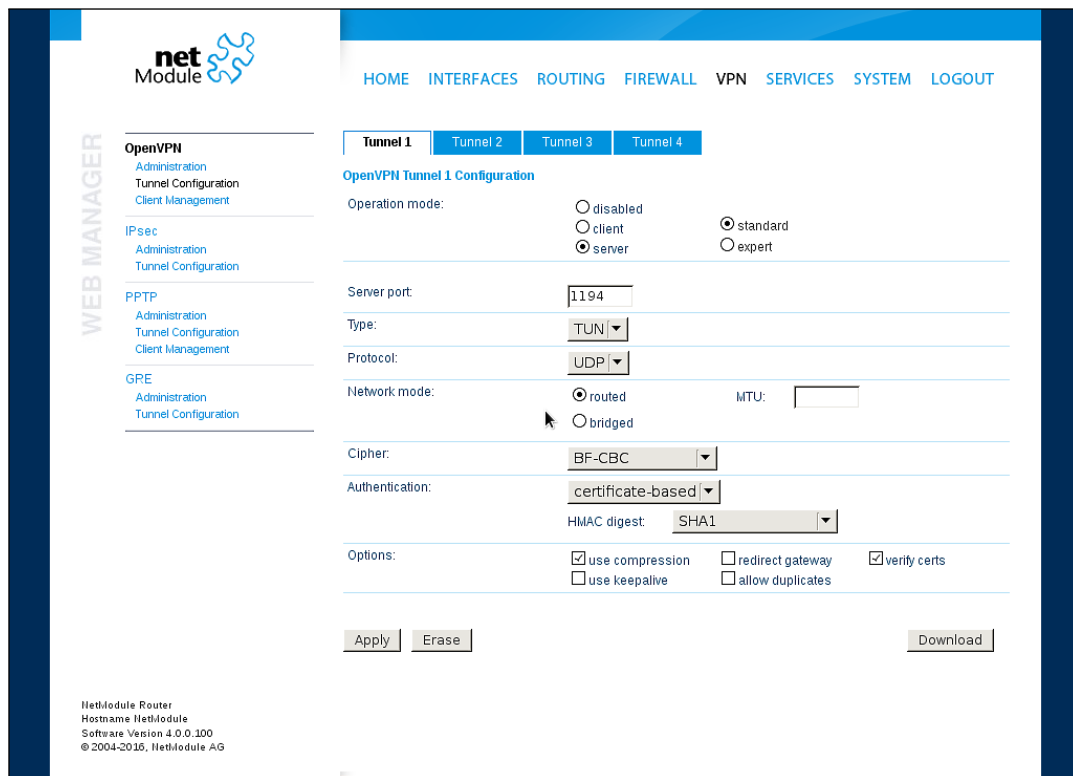 net
Module
HOME INTERFACES ROUTING FIREWALL VPN SERVICES SYSTEM LOGOUT
WEB MANAGER
OpenVPN
Administration
Tunnel Configuration
Client Management
IPsec
Administration
Tunnel Configuration
PPTP
Administration
Tunnel Configuration
Client Management
GRE
Administration
Tunnel Configuration
Tunnel 1 Tunnel 2 Tunnel 3 Tunnel 4
OpenVPN Tunnel 1 Configuration
Operation mode:
disabled
client
server
standard
expert
Server port: 1194
Type: TUN
Protocol: UDP
Network mode: routed MTU:
bridged
Cipher: BF-CBC
Authentication: certificate-based
HMAC digest: SHA1
Options: use compression redirect gateway verify certs
use keepalive allow duplicates
Apply Erase Download
NetModule Router
Hostname NetModule
Software Version 4.0.0.100
© 2004-2016, NetModule AG